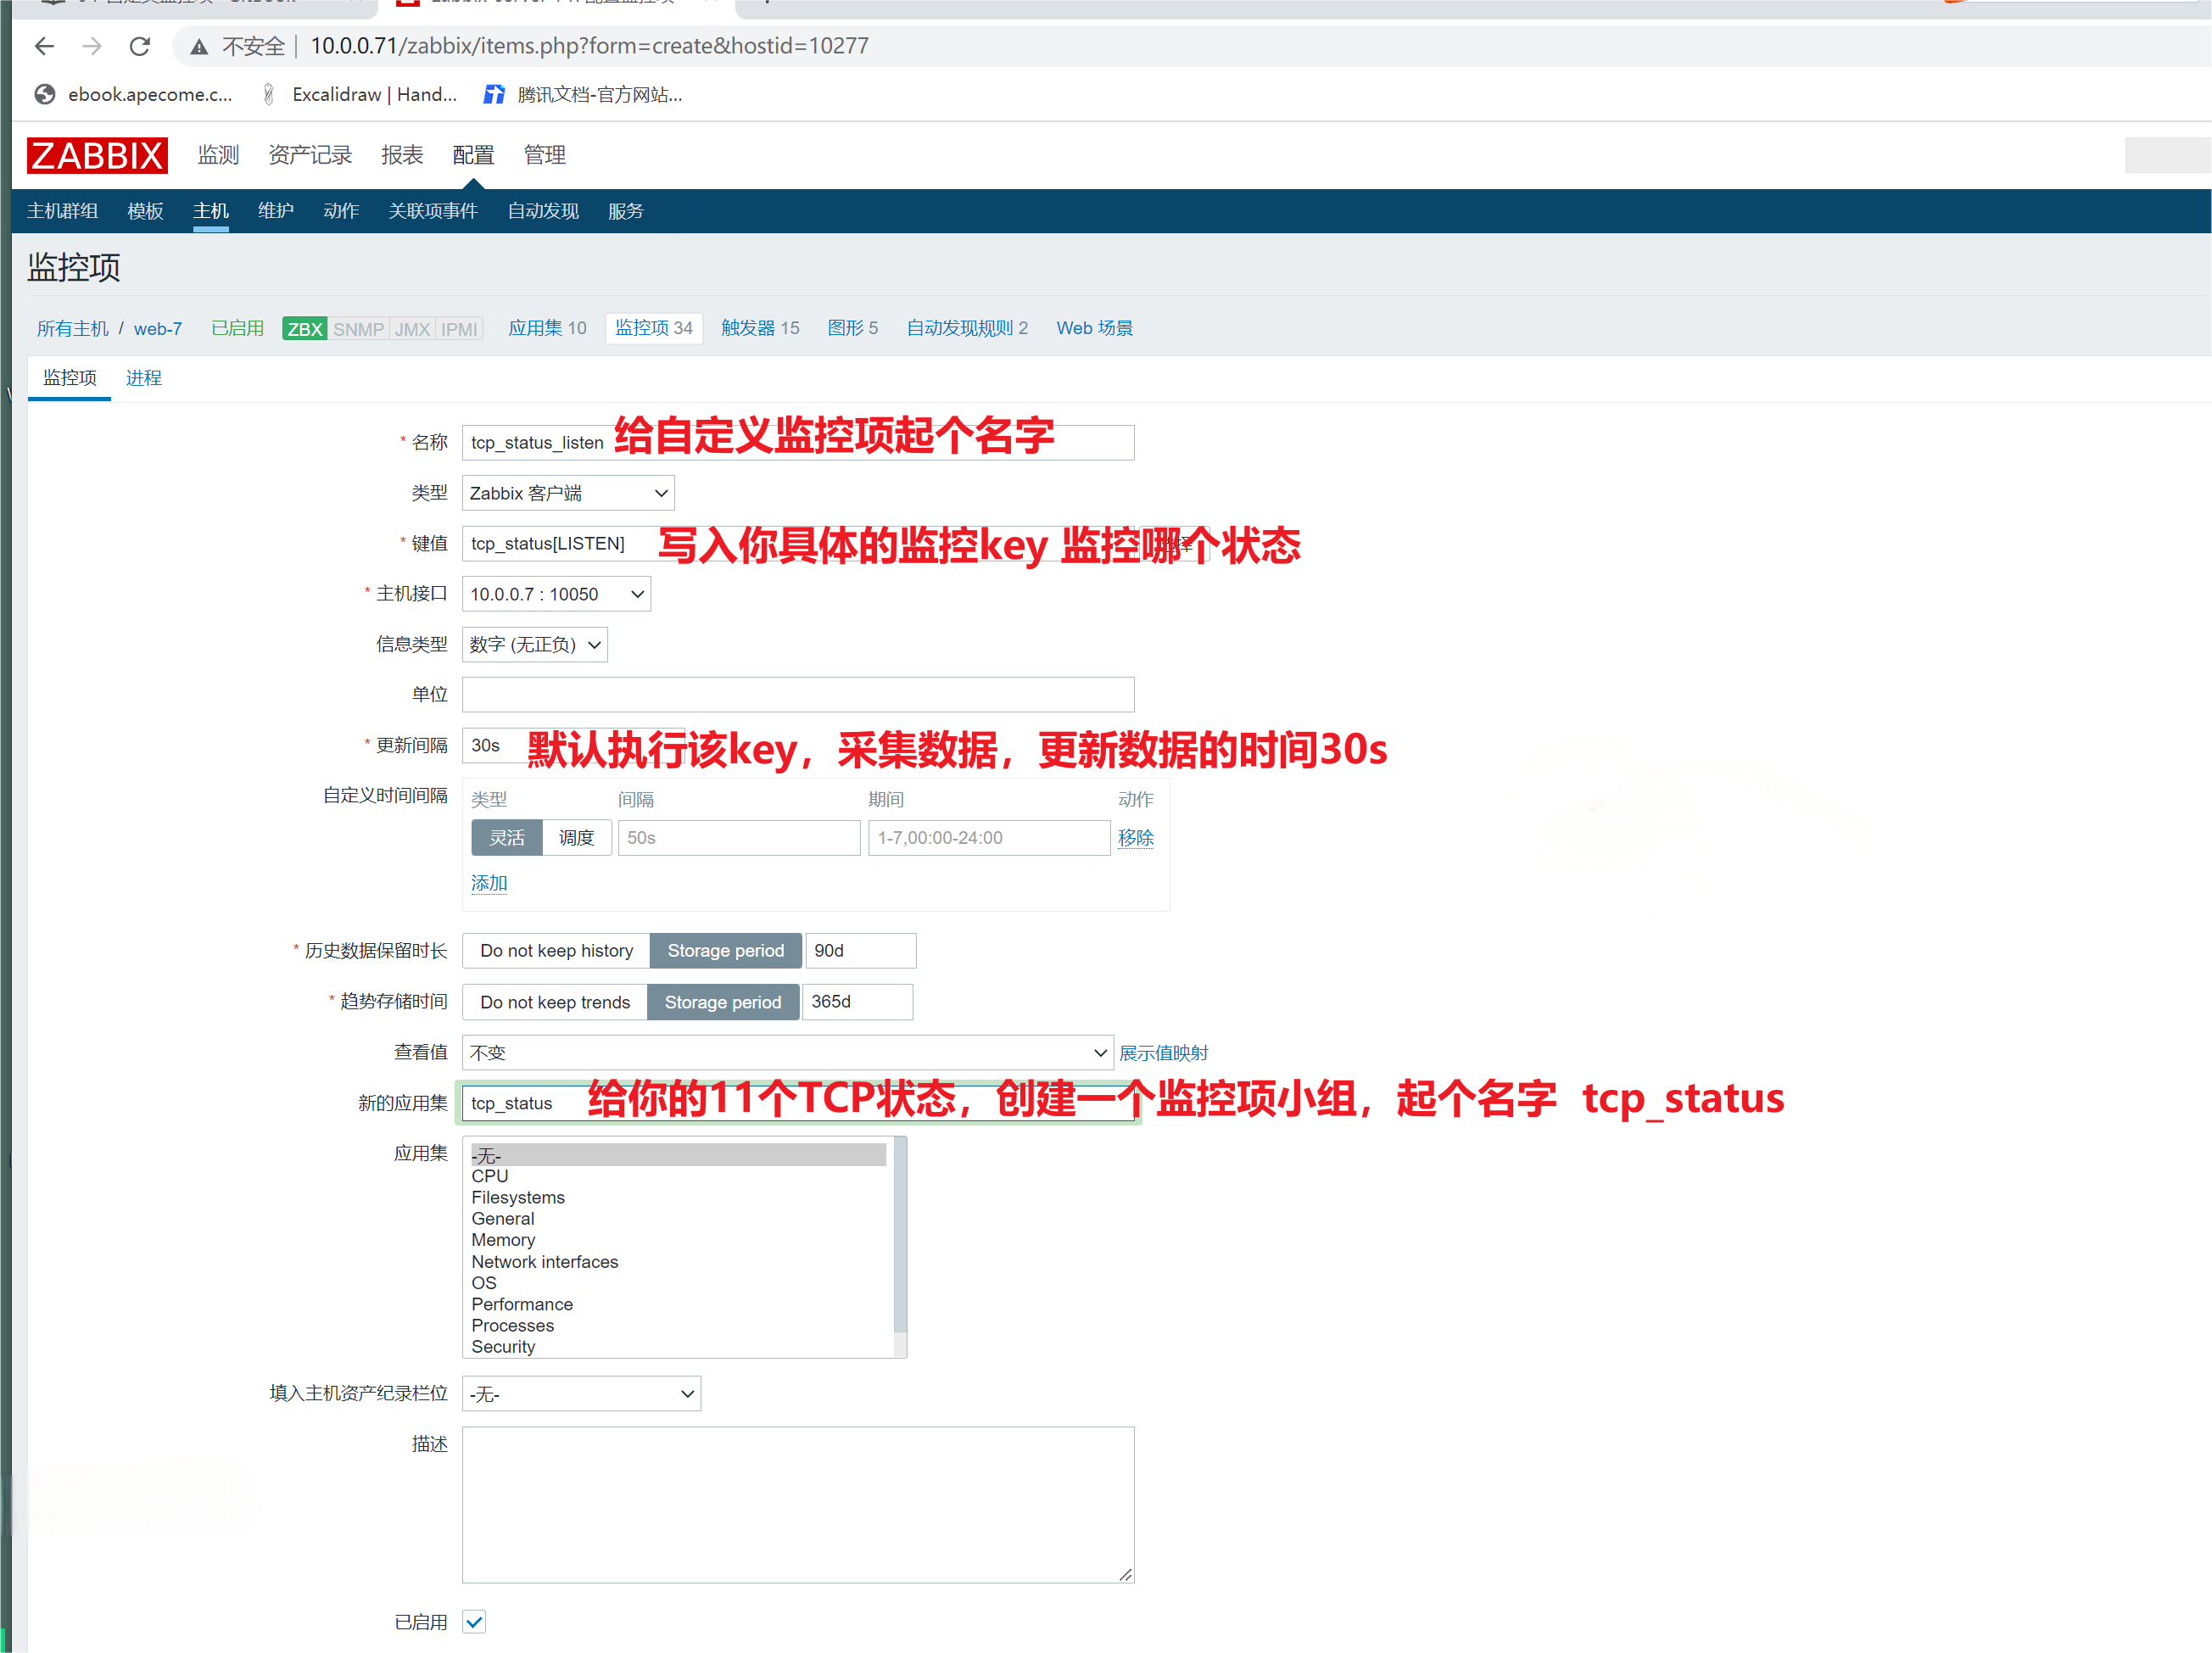 不安全 | 10.0.0.71/zabbix/items.php?form=create&hostid=10277
ebook.apecome.c... Excalidraw | Hand... 腾讯文档-官方网站...
ZABBIX 监测 资产记录 报表 配置 管理
主机群组 模板 主机 维护 动作 关联项事件 自动发现 服务
监控项
所有主机 / web-7 已启用 ZBX SNMP JMX IPMI 应用集 10 监控项 34 触发器 15 图形 5 自动发现规则 2 Web 场景
监控项 进程
* 名称 tcp_status_listen 给自定义监控项起个名字
类型 Zabbix 客户端
* 键值 tcp_status[LISTEN] 写入你具体的监控key 监控哪个状态
* 主机接口 10.0.0.7 : 10050
信息类型 数字 (无正负)
单位
* 更新间隔 30s 默认执行该key，采集数据，更新数据的时间30s
自定义时间间隔 类型 间隔 期间 动作
灵活 调度 50s 1-7,00:00-24:00 移除
添加
* 历史数据保留时长 Do not keep history Storage period 90d
* 趋势存储时间 Do not keep trends Storage period 365d
查看值 不变 展示值映射
新的应用集 tcp_status 给你的11个TCP状态，创建一个监控项小组，起个名字 tcp_status
应用集 -无-
CPU
Filesystems
General
Memory
Network interfaces
OS
Performance
Processes
Security
填入主机资产纪录栏位 -无-
描述
已启用